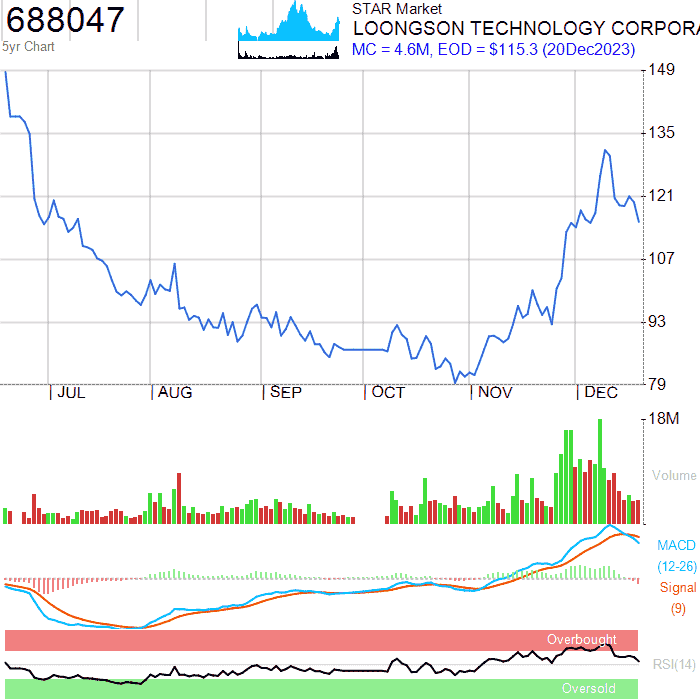 688047
5yr Chart
STAR Market
LOONGSON TECHNOLOGY CORPORA
MC = 4.6M, EOD = $115.3 (20Dec2023)
149
135
121
107
93
79
JUL
AUG
SEP
OCT
NOV
DEC
18M
Volume
MACD
(12-26)
Signal
(9)
Overbought
RSI(14)
Oversold